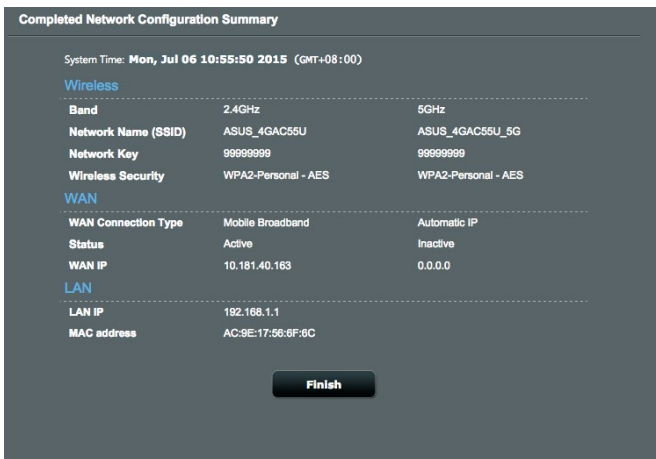 Completed Network Configuration Summary
System Time: Mon, Jul 06 10:55:50 2015 (GMT+08:00)
Wireless
Band 2.4GHz 5GHz
Network Name (SSID) ASUS_4GAC55U ASUS_4GAC55U_5G
Network Key 99999999 99999999
Wireless Security WPA2-Personal - AES WPA2-Personal - AES
WAN
WAN Connection Type Mobile Broadband Automatic IP
Status Active Inactive
WAN IP 10.181.40.163 0.0.0.0
LAN
LAN IP 192.168.1.1
MAC address AC:9E:17:56:6F:6C
Finish